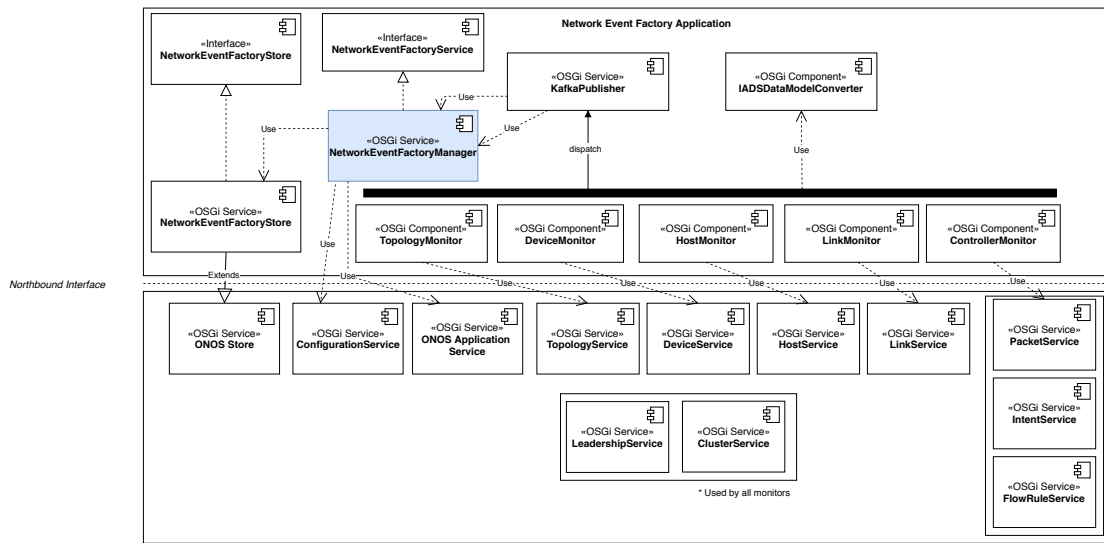 Network Event Factory Application
«Interface»
NetworkEventFactoryStore
«Interface»
NetworkEventFactoryService
«OSGi Service»
KafkaPublisher
«OSGi Component»
IADSDataModelConverter
Use
Use
Use
«OSGi Service»
NetworkEventFactoryManager
dispatch
Use
«OSGi Service»
NetworkEventFactoryStore
«OSGi Component»
TopologyMonitor
«OSGi Component»
DeviceMonitor
«OSGi Component»
HostMonitor
«OSGi Component»
LinkMonitor
«OSGi Component»
ControllerMonitor
Use
Extends
Use
Use
Use
Use
Use
Use
Northbound Interface
«OSGi Service»
ONOS Store
«OSGi Service»
ConfigurationService
«OSGi Service»
ONOS Application
Service
«OSGi Service»
TopologyService
«OSGi Service»
DeviceService
«OSGi Service»
HostService
«OSGi Service»
LinkService
«OSGi Service»
PacketService
«OSGi Service»
IntentService
«OSGi Service»
LeadershipService
«OSGi Service»
ClusterService
* Used by all monitors
«OSGi Service»
FlowRuleService